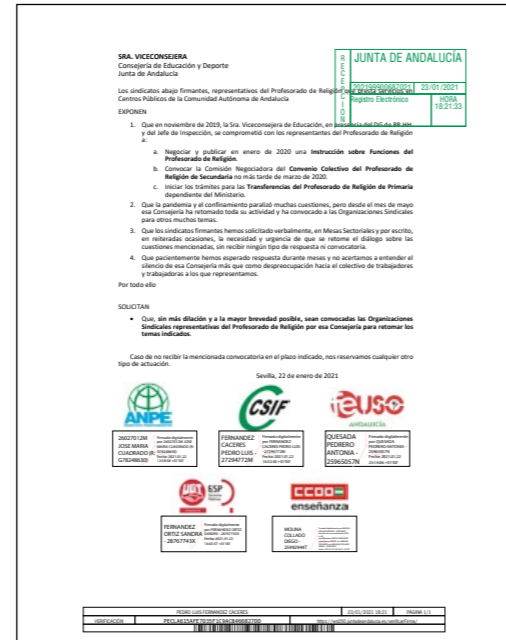 SRA. VICECONSEJERA
Consejería de Educación y Deporte
Junta de Andalucía
RECEPCIÓN
JUNTA DE ANDALUCÍA
202199900687021
23/01/2021
Registro Electrónico
HORA
18:21:33
Los sindicatos abajo firmantes, representativos del Profesorado de Religión que presta servicios en
Centros Públicos de la Comunidad Autónoma de Andalucía
EXPONEN
1. Que en noviembre de 2019, la Sra. Viceconsejera de Educación, en presencia del DG de RR.HH.
y del Jefe de Inspección, se comprometió con los representantes del Profesorado de Religión
a:
a. Negociar y publicar en enero de 2020 una Instrucción sobre Funciones del
Profesorado de Religión.
b. Convocar la Comisión Negociadora del Convenio Colectivo del Profesorado de
Religión de Secundaria no más tarde de marzo de 2020.
c. Iniciar los trámites para las Transferencias del Profesorado de Religión de Primaria
dependiente del Ministerio.
2. Que la pandemia y el confinamiento paralizó muchas cuestiones, pero desde el mes de mayo
esa Consejería ha retomado toda su actividad y ha convocado a las Organizaciones Sindicales
para otros muchos temas.
3. Que los sindicatos firmantes hemos solicitado verbalmente, en Mesas Sectoriales y por escrito,
en reiteradas ocasiones, la necesidad y urgencia de que se retome el diálogo sobre las
cuestiones mencionadas, sin recibir ningún tipo de respuesta ni convocatoria.
4. Que pacientemente hemos esperado respuesta durante meses y no acertamos a entender el
silencio de esa Consejería más que como despreocupación hacia el colectivo de trabajadores
y trabajadoras a los que representamos.
Por todo ello
SOLICITAN
• Que, sin más dilación y a la mayor brevedad posible, sean convocadas las Organizaciones
Sindicales representativas del Profesorado de Religión por esa Consejería para retomar los
temas indicados.
Caso de no recibir la mencionada convocatoria en el plazo indicado, nos reservamos cualquier otro
tipo de actuación.
Sevilla, 22 de enero de 2021
ANPE
CSIF
euso
ANDALUCÍA
26027012M
JOSE MARIA
CUADRADO (R:
G78248630)
FERNANDEZ
CACERES
PEDRO LUIS -
27294772M
QUESADA
PEDRERO
ANTONIA -
25965057N
UGT
ESP
CCOO
enseñanza
FERNANDEZ
ORTIZ SANDRA
- 28767743X
MOLINA
COLLADO
DIEGO -
PEDRO LUIS FERNANDEZ CACERES
23/01/2021 18:21
PÁGINA 1/1
VERIFICACIÓN